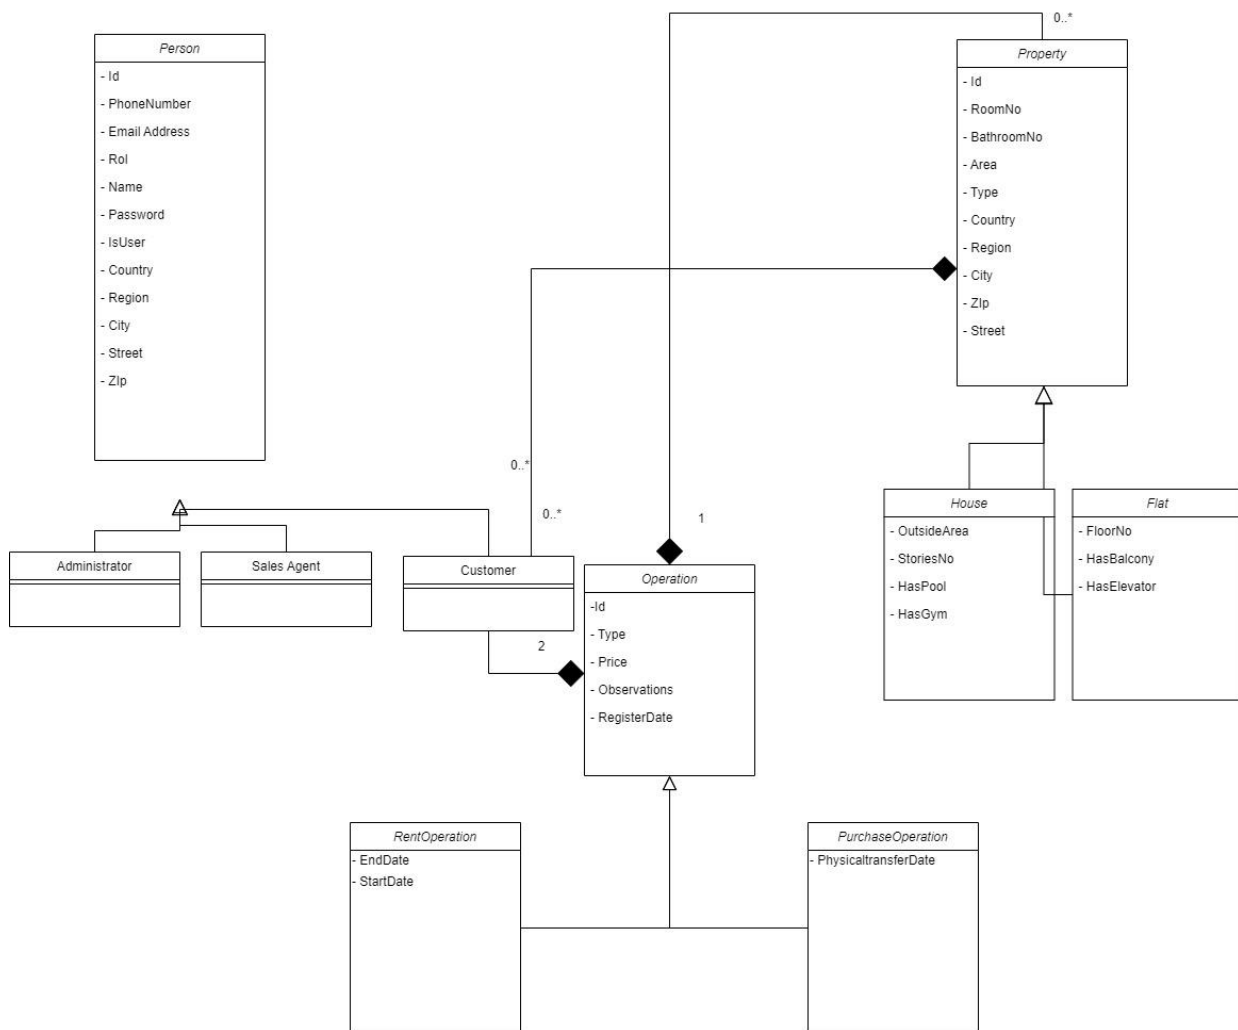 Person
- Id
- PhoneNumber
- Email Address
- Rol
- Name
- Password
- IsUser
- Country
- Region
- City
- Street
- ZIp
0..*
Property
- Id
- RoomNo
- BathroomNo
- Area
- Type
- Country
- Region
- City
- ZIp
- Street
0..*
0..*
1
2
Administrator
Sales Agent
Customer
Operation
-Id
- Type
- Price
- Observations
- RegisterDate
House
- OutsideArea
- StoriesNo
- HasPool
- HasGym
Flat
- FloorNo
- HasBalcony
- HasElevator
RentOperation
- EndDate
- StartDate
PurchaseOperation
- PhysicaltransferDate